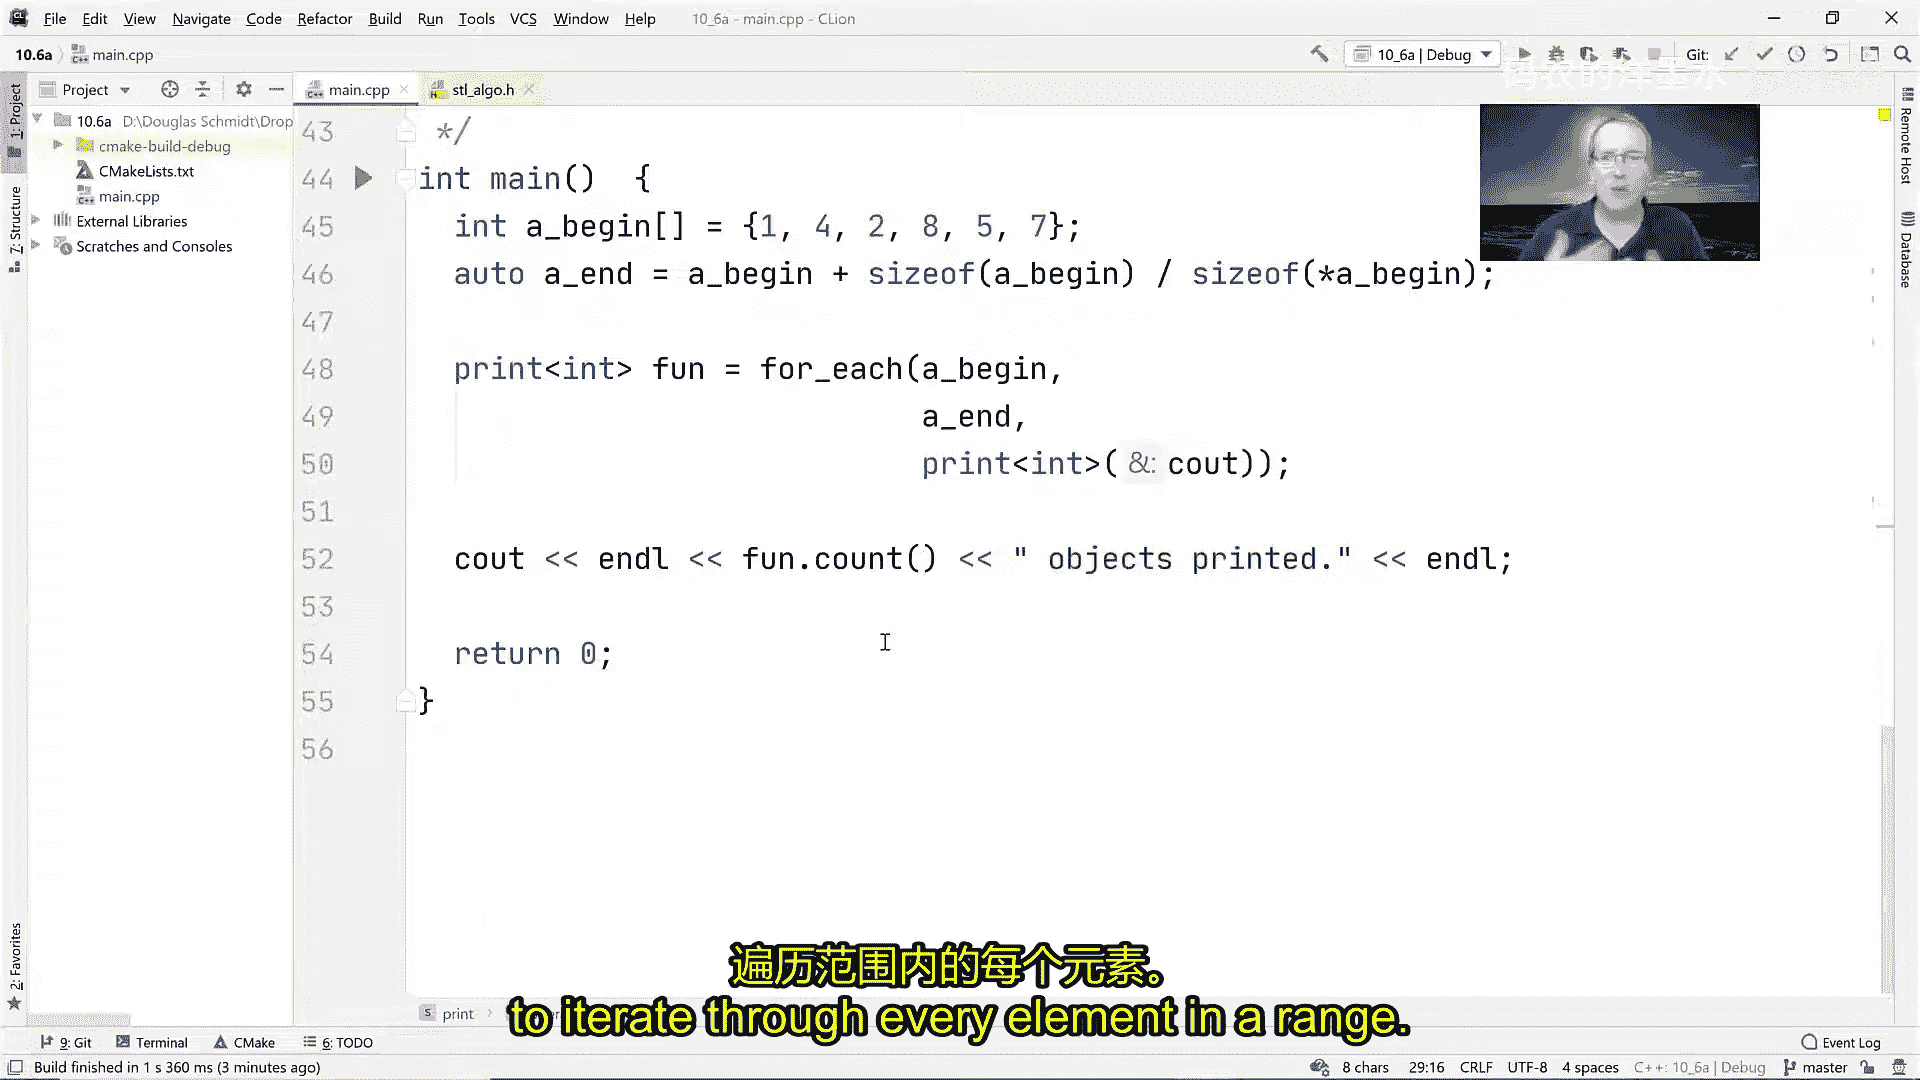 File Edit View Navigate Code Refactor Build Run Tools VCS Window Help 10_6a - main.cpp - CLion
10.6a main.cpp 10_6a | Debug Git:
码农的洋墨水
1: Project
Project
main.cpp stl_algo.h
10.6a D:\Douglas Schmidt\Drop
cmake-build-debug
CMakeLists.txt
main.cpp
External Libraries
Scratches and Consoles
7: Structure
2: Favorites
Remote Host
Database
43 */
44 int main() {
45 int a_begin[] = {1, 4, 2, 8, 5, 7};
46 auto a_end = a_begin + sizeof(a_begin) / sizeof(*a_begin);
47
48 print<int> fun = for_each(a_begin,
49 a_end,
50 print<int>( &: cout));
51
52 cout << endl << fun.count() << " objects printed." << endl;
53
54 return 0;
55 }
56
遍历范围内的每个元素。
print
to iterate through every element in a range.
9: Git Terminal CMake 6: TODO Event Log
Build finished in 1 s 360 ms (3 minutes ago) 8 chars 29:16 CRLF UTF-8 4 spaces C++: 10_6a | Debug master